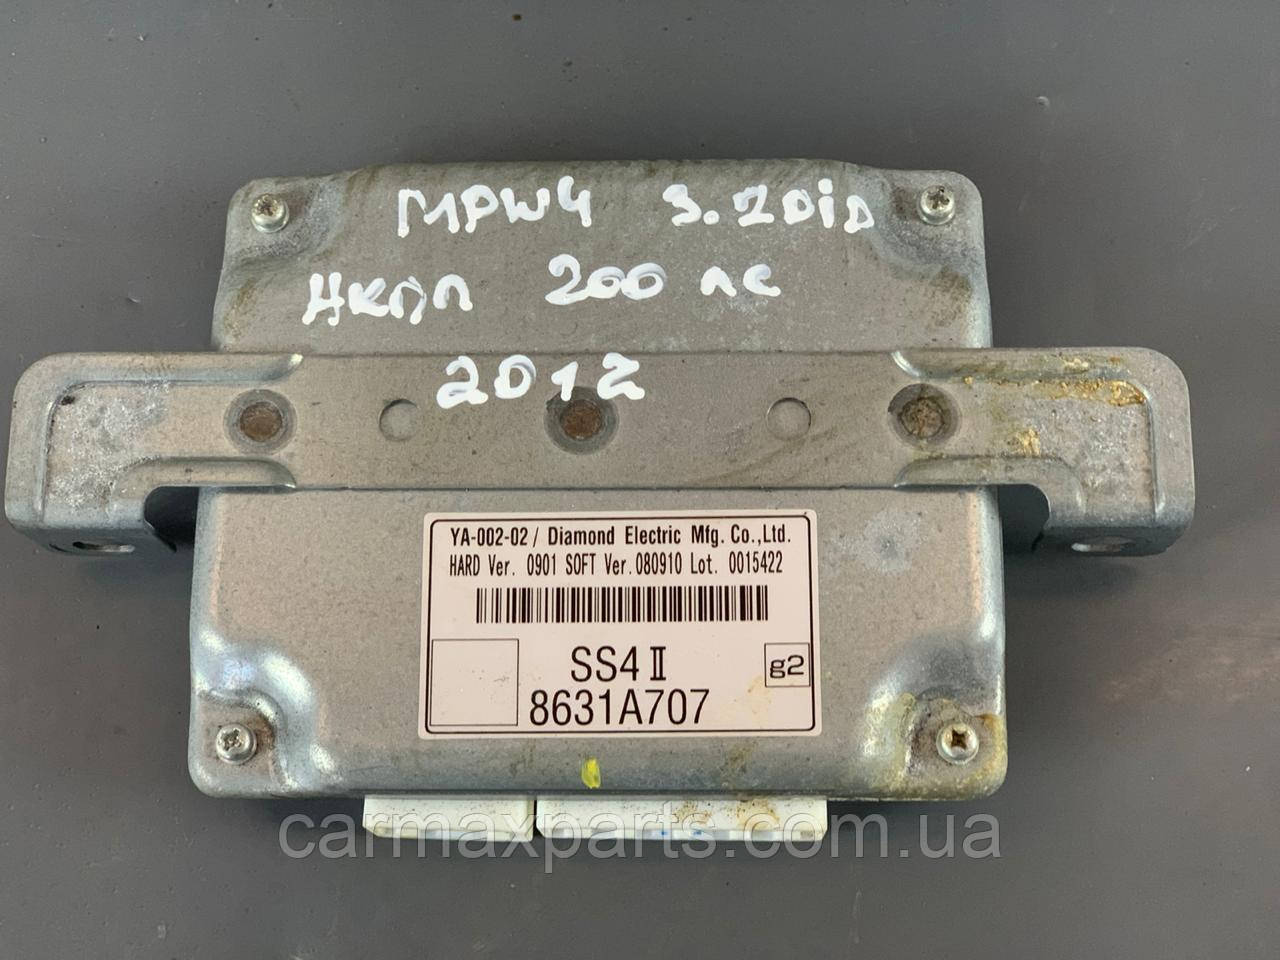 MPW4 3.2DiD
АКПП 200 лс
2012
YA-002-02 / Diamond Electric Mfg. Co.,Ltd.
HARD Ver. 0901 SOFT Ver. 080910 Lot. 0015422
SS4 II
g2
8631A707
carmaxparts.com.ua